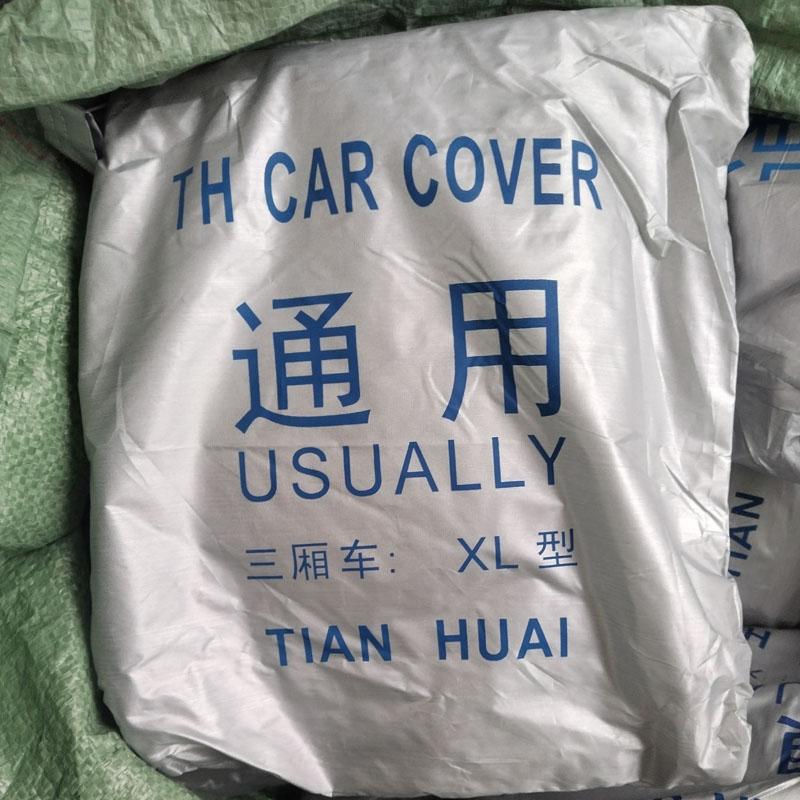 TH CAR COVER
通用
USUALLY
三厢车: XL 型
TIAN HUAI